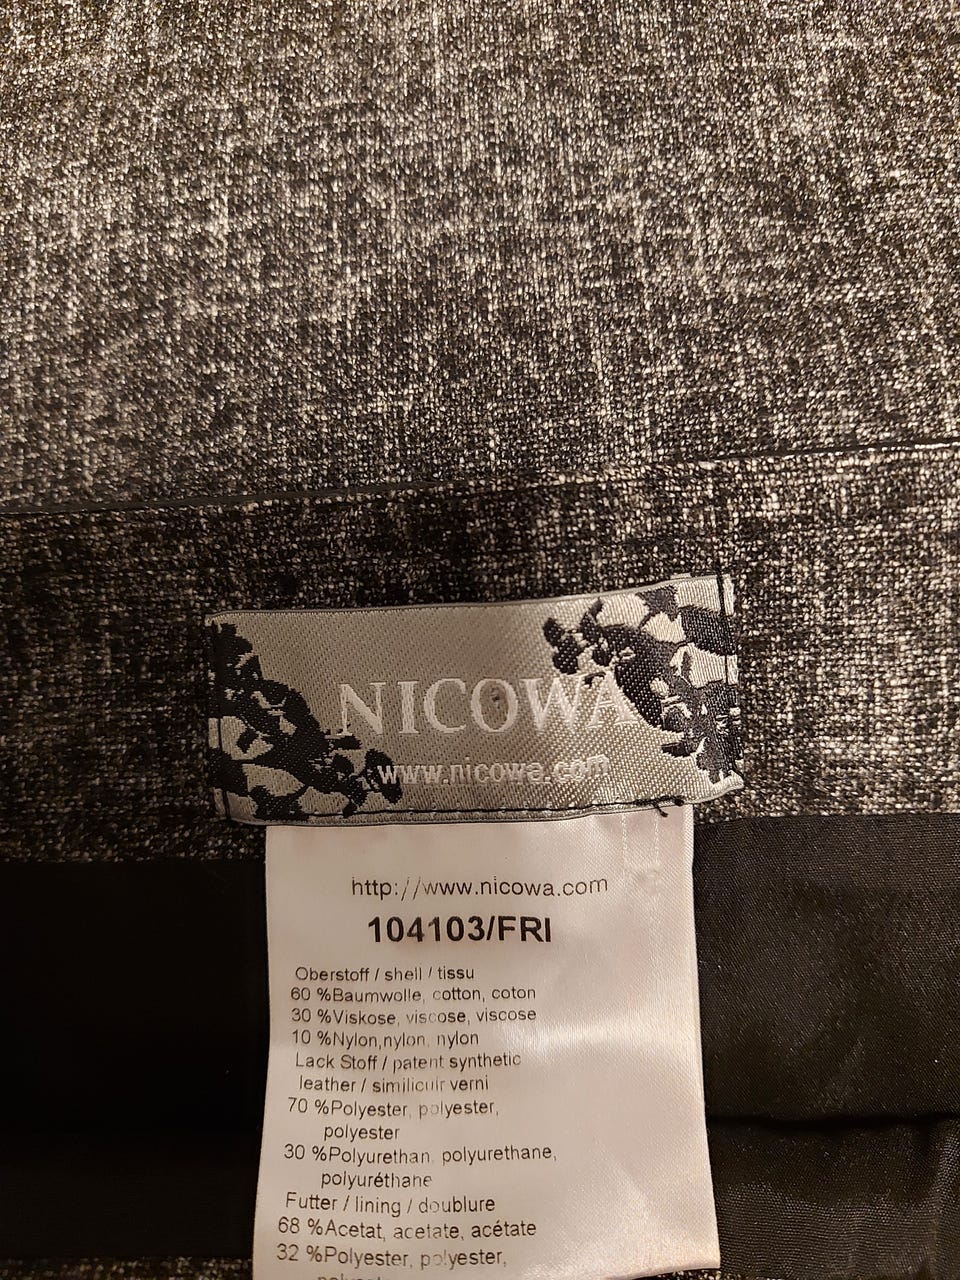 NICOWA
www.nicowa.com
http://www.nicowa.com
104103/FRI
Oberstoff / shell / tissu
60 %Baumwolle, cotton, coton
30 %Viskose, viscose, viscose
10 %Nylon,nylon, nylon
Lack Stoff / patent synthetic
leather / similicuir verni
70 %Polyester, polyester,
polyester
30 %Polyurethan, polyurethane,
polyuréthane
Futter / lining / doublure
68 %Acetat, acetate, acétate
32 %Polyester, polyester,